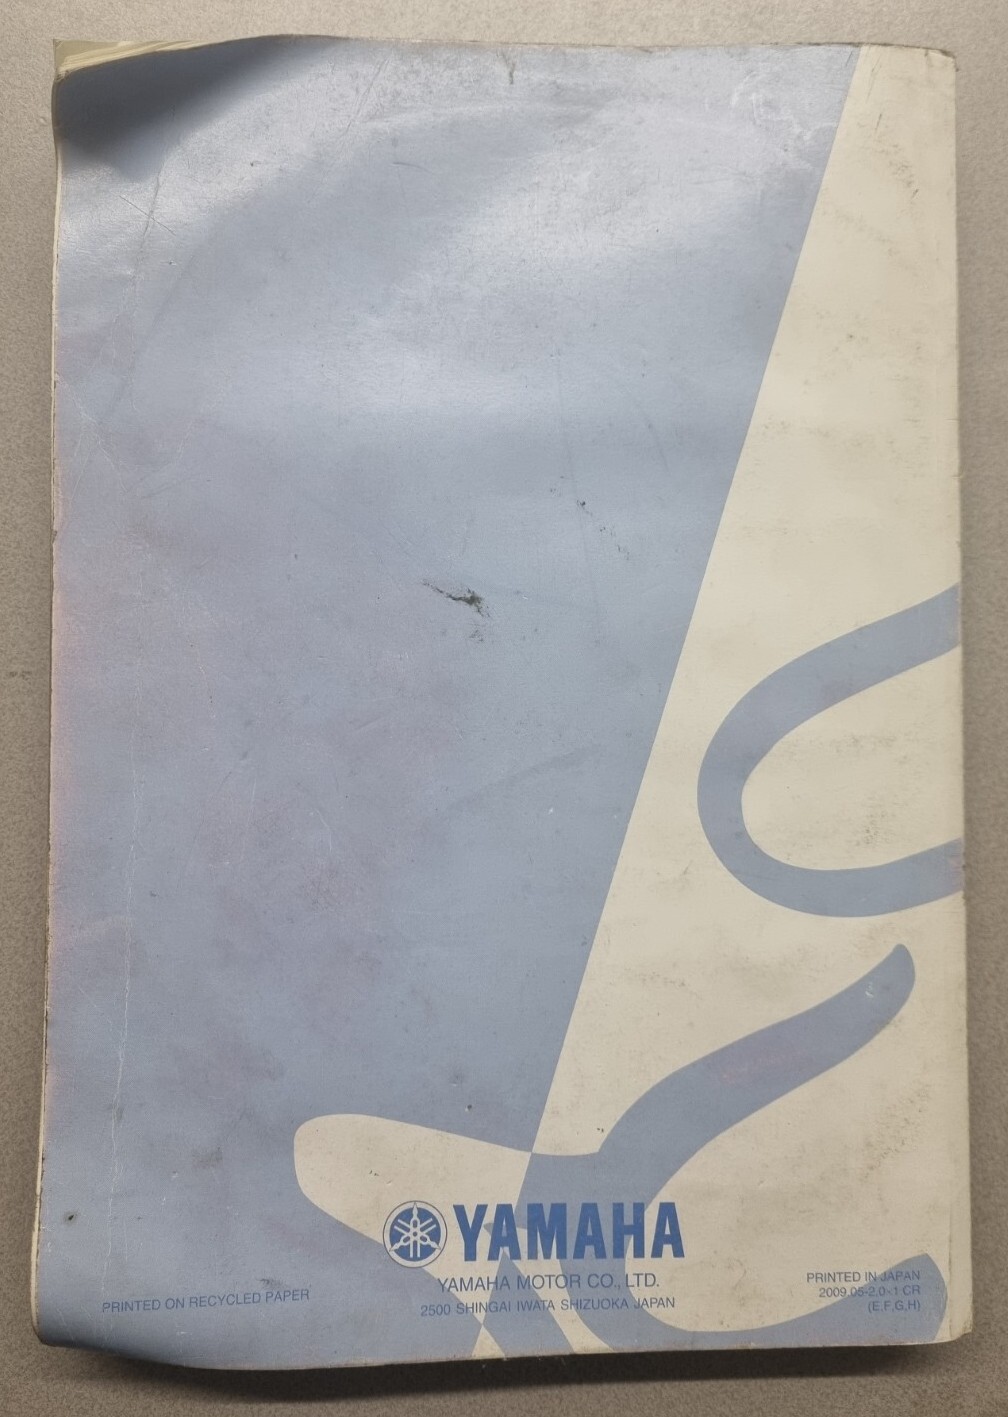 YAMAHA
YAMAHA MOTOR CO., LTD.
2500 SHINGAI IWATA SHIZUOKA JAPAN
PRINTED ON RECYCLED PAPER
PRINTED IN JAPAN
2009.05-2.0×1 CR
(E,F,G,H)